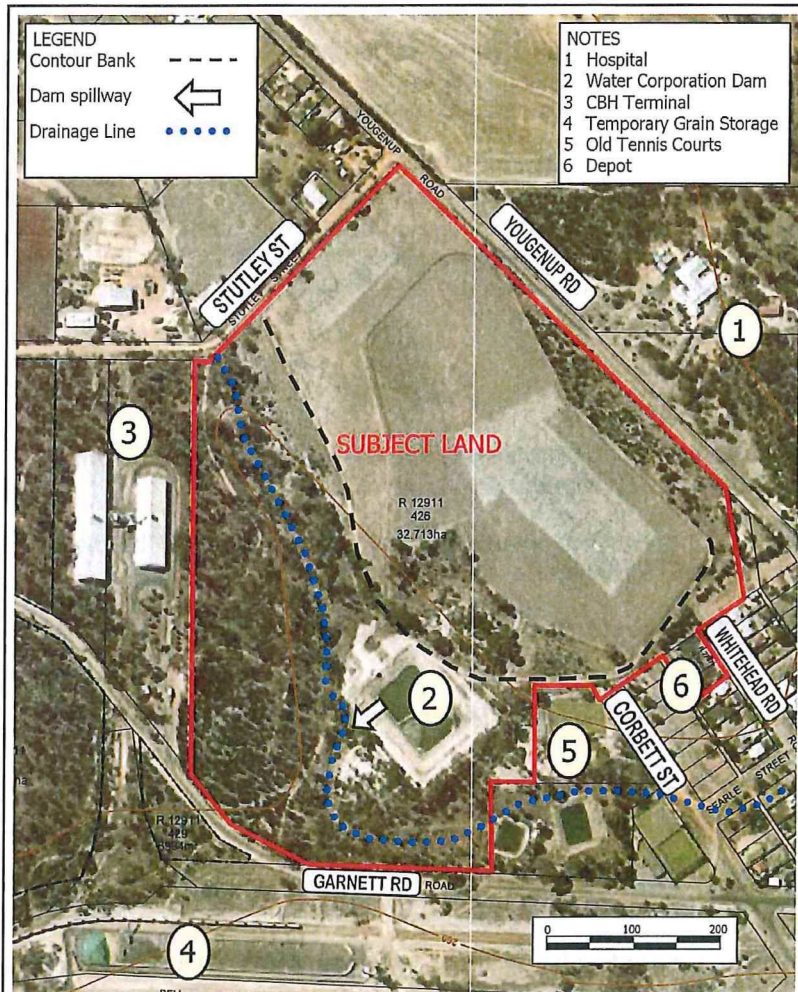 LEGEND
Contour Bank
Dam spillway
Drainage Line
NOTES
1 Hospital
2 Water Corporation Dam
3 CBH Terminal
4 Temporary Grain Storage
5 Old Tennis Courts
6 Depot
YOUGENUP
ROAD
STUTLEY ST
STUTLEY STREET
YOUGENUP RD
1
3
SUBJECT LAND
R 12911
426
32.713ha
2
WHITEHEAD RD
6
CORBETT ST
5
SEARLE STREET
R 12911
429
GARNETT RD
ROAD
4
0 100 200